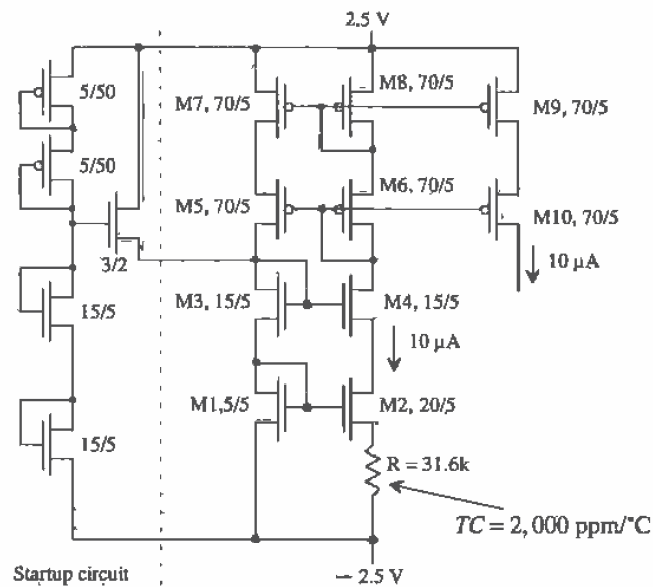 2.5 V
5/50
M7, 70/5
M8, 70/5
M9, 70/5
5/50
M5, 70/5
M6, 70/5
M10, 70/5
3/2
10 μA
15/5
M3, 15/5
M4, 15/5
10 μA
M1,5/5
M2, 20/5
15/5
R = 31.6k
TC = 2, 000 ppm/°C
Startup circuit
– 2.5 V